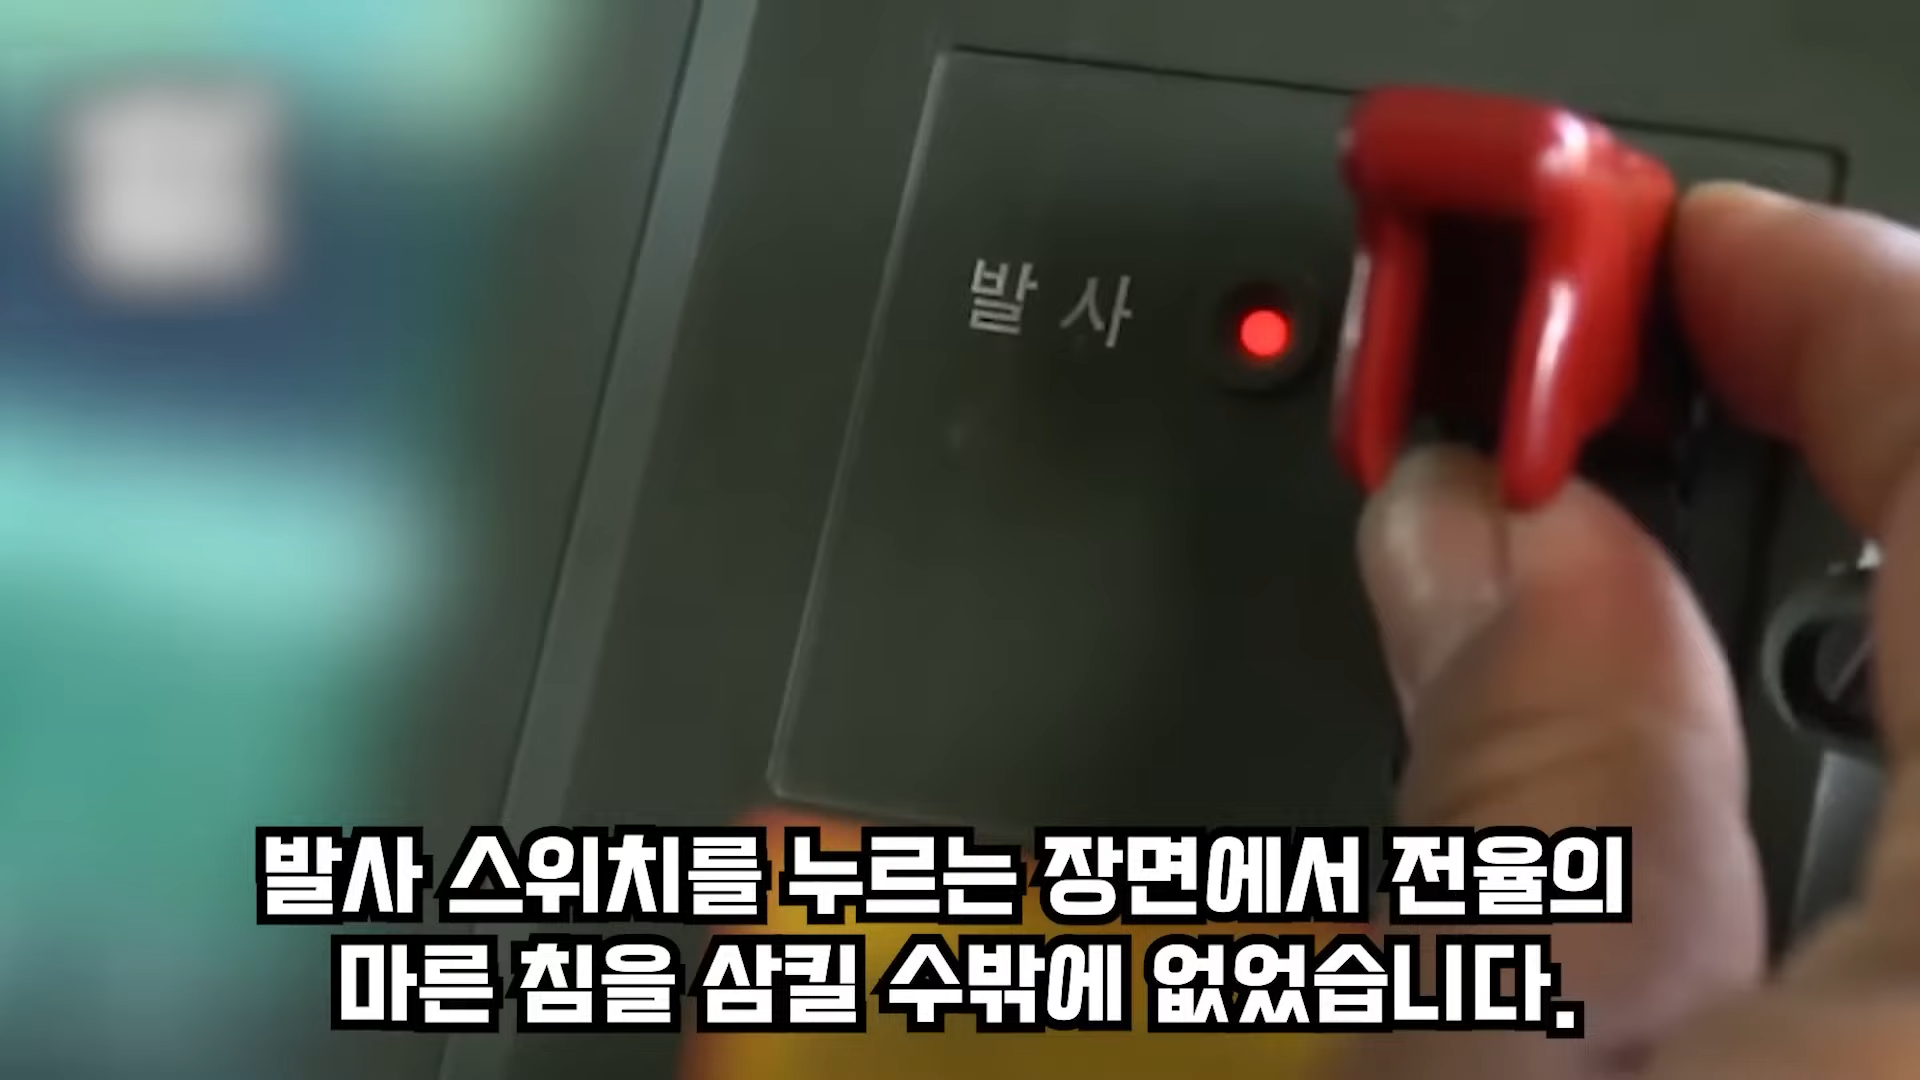 발 사
발사 스위치를 누르는 장면에서 전율의
마른 침을 삼킬 수밖에 없었습니다.